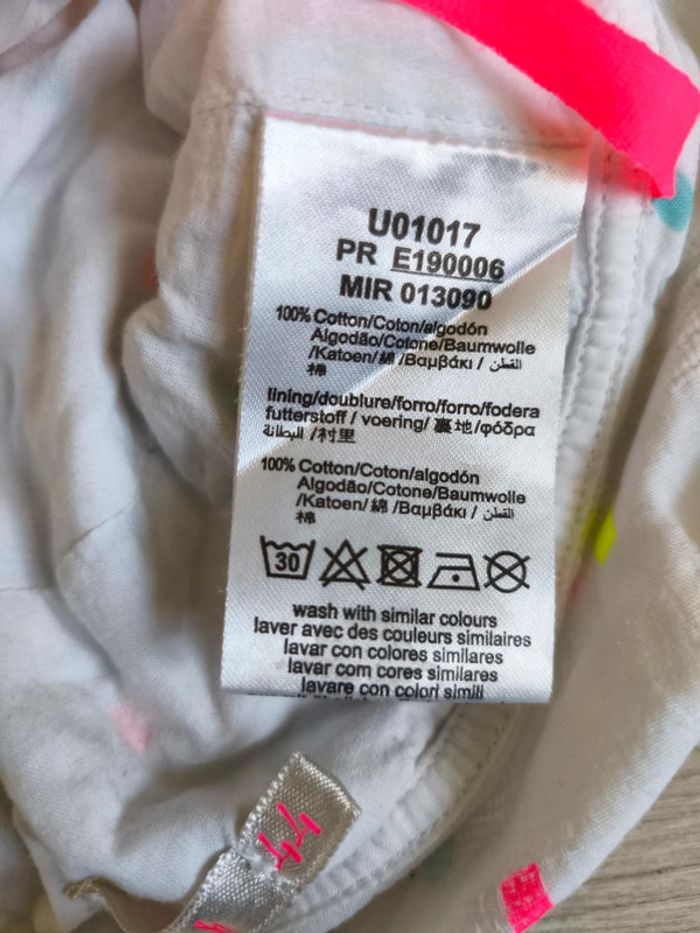 U01017
PR E190006
MIR 013090
100% Cotton/Coton/algodón
Algodão/Cotone/Baumwolle
/Katoen/綿/Βαμβάκι / القطن
棉
lining/doublure/forro/forro/fodera
futterstoff / voering/ 裏地/φόδρα
البطانة /村里
100% Cotton/Coton/algodón
Algodão/Cotone/Baumwolle
/Katoen/綿/Βαμβάκι / القطن
棉
30
wash with similar colours
laver avec des couleurs similaires
lavar con colores similares
lavar com cores similares
lavare con colori simili